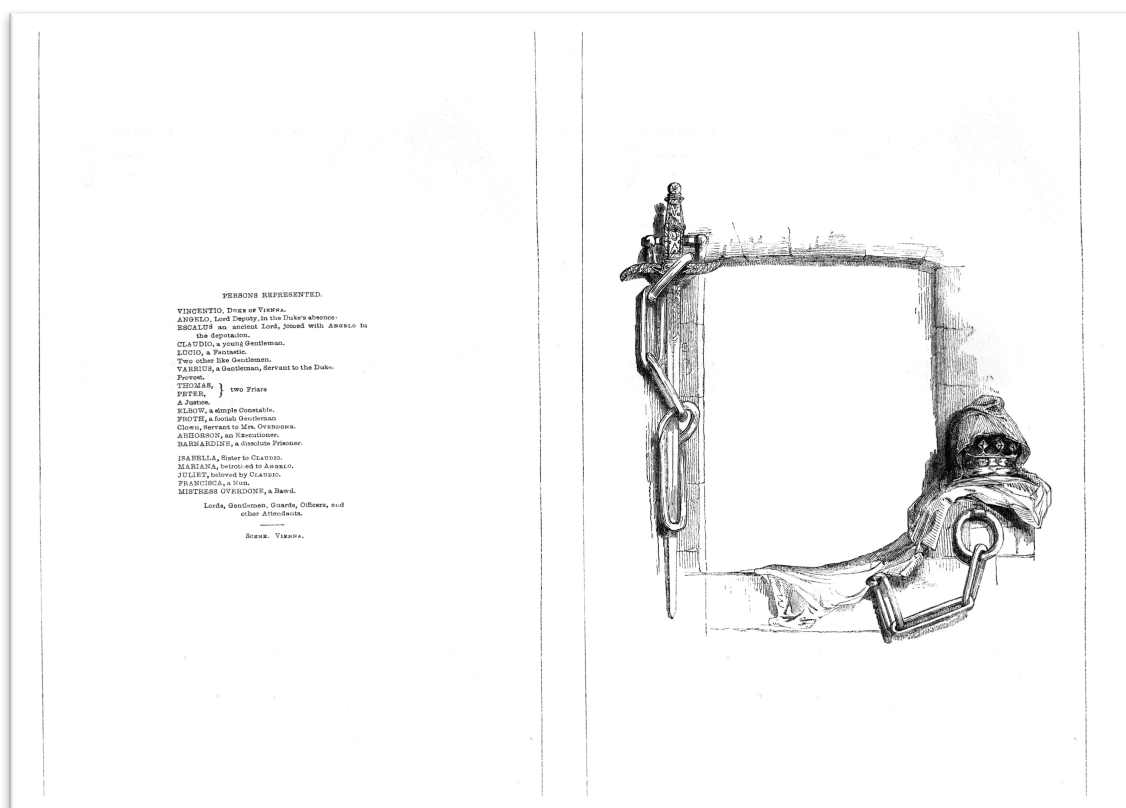 PERSONS REPRESENTED.
VINCENTIO, DUKE OF VIENNA.
ANGELO, Lord Deputy, in the Duke's absence.
ESCALUS an ancient Lord, joined with ANGELO in
the deputation.
CLAUDIO, a young Gentleman.
LUCIO, a Fantastic.
Two other like Gentlemen.
VARRIUS, a Gentleman, Servant to the Duke.
Provost.
THOMAS,
PETER, } two Friars
A Justice.
ELBOW, a simple Constable.
FROTH, a foolish Gentleman
Clown, Servant to Mrs. OVERDONE.
ABHORSON, an Executioner.
BARNARDINE, a dissolute Prisoner.
ISABELLA, Sister to CLAUDIO.
MARIANA, betrothed to ANGELO.
JULIET, beloved by CLAUDIO.
FRANCISCA, a Nun.
MISTRESS OVERDONE, a Bawd.
Lords, Gentlemen, Guards, Officers, and
other Attendants.
SCENE. VIENNA.